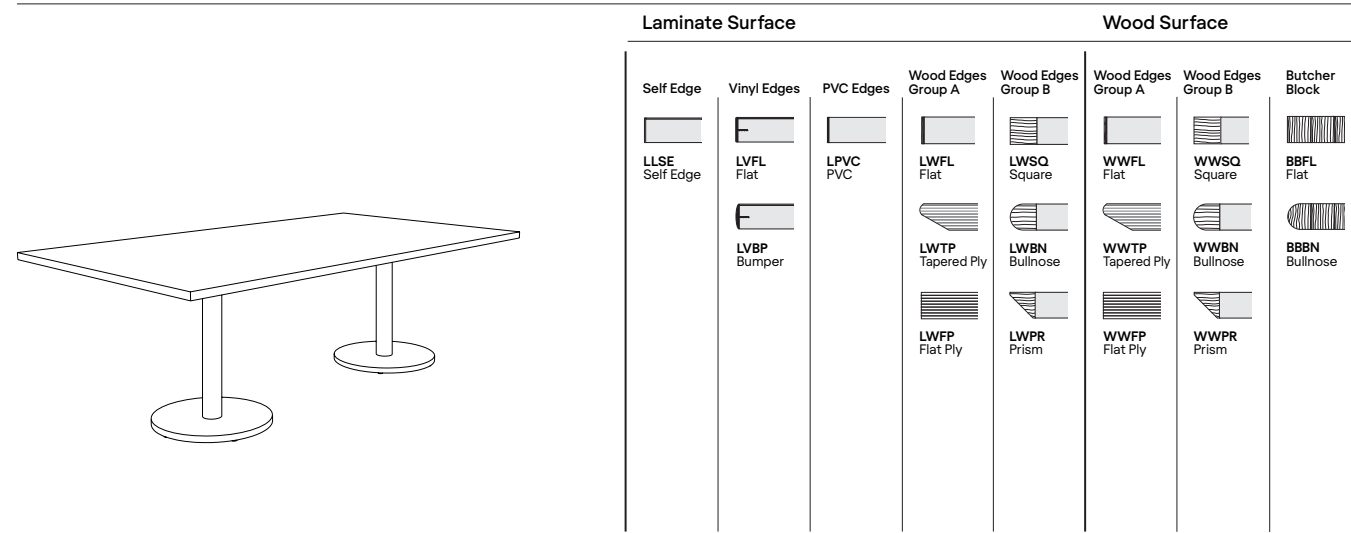 Laminate Surface
Wood Surface
Self Edge
Vinyl Edges
PVC Edges
Wood Edges
Group A
Wood Edges
Group B
Wood Edges
Group A
Wood Edges
Group B
Butcher
Block
LLSE
Self Edge
LVFL
Flat
LPVC
PVC
LWFL
Flat
LWSQ
Square
WWFL
Flat
WWSQ
Square
BBFL
Flat
LVBP
Bumper
LWTP
Tapered Ply
LWBN
Bullnose
WWTP
Tapered Ply
WWBN
Bullnose
BBBN
Bullnose
LWFP
Flat Ply
LWPR
Prism
WWFP
Flat Ply
WWPR
Prism